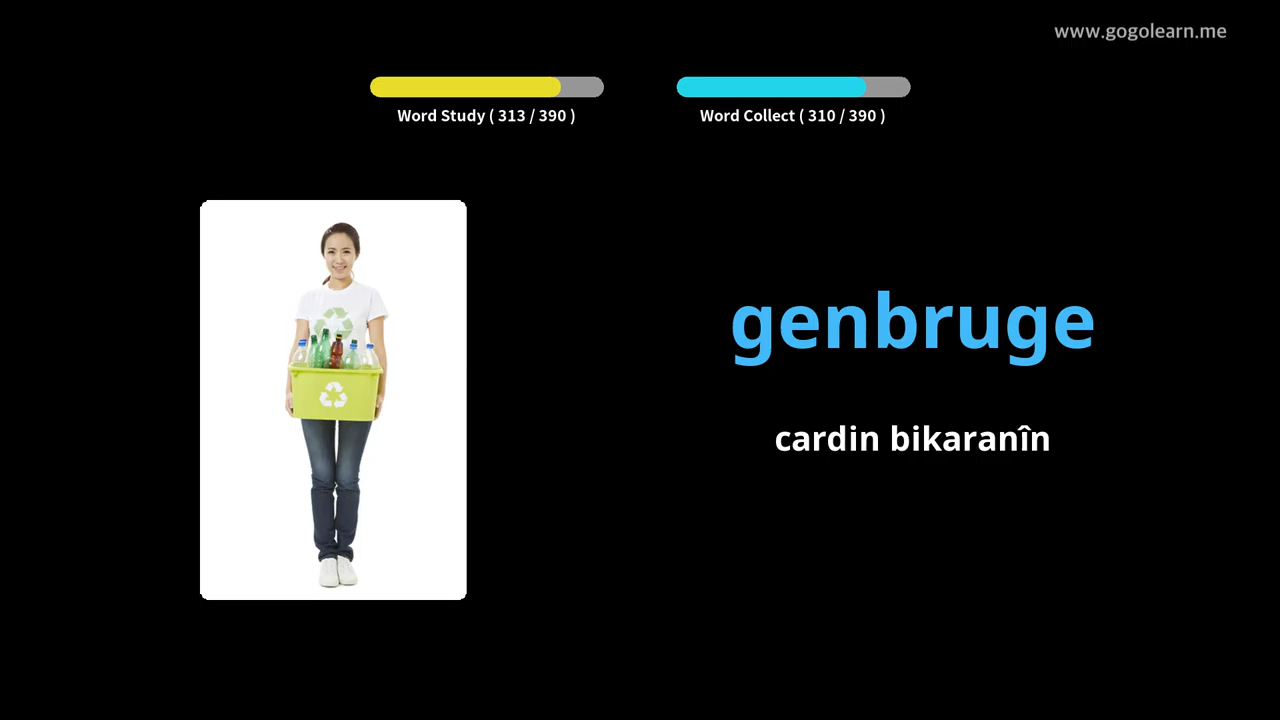 www.gogolearn.me
Word Study ( 313 / 390 )
Word Collect ( 310 / 390 )
genbruge
cardin bikaranîn